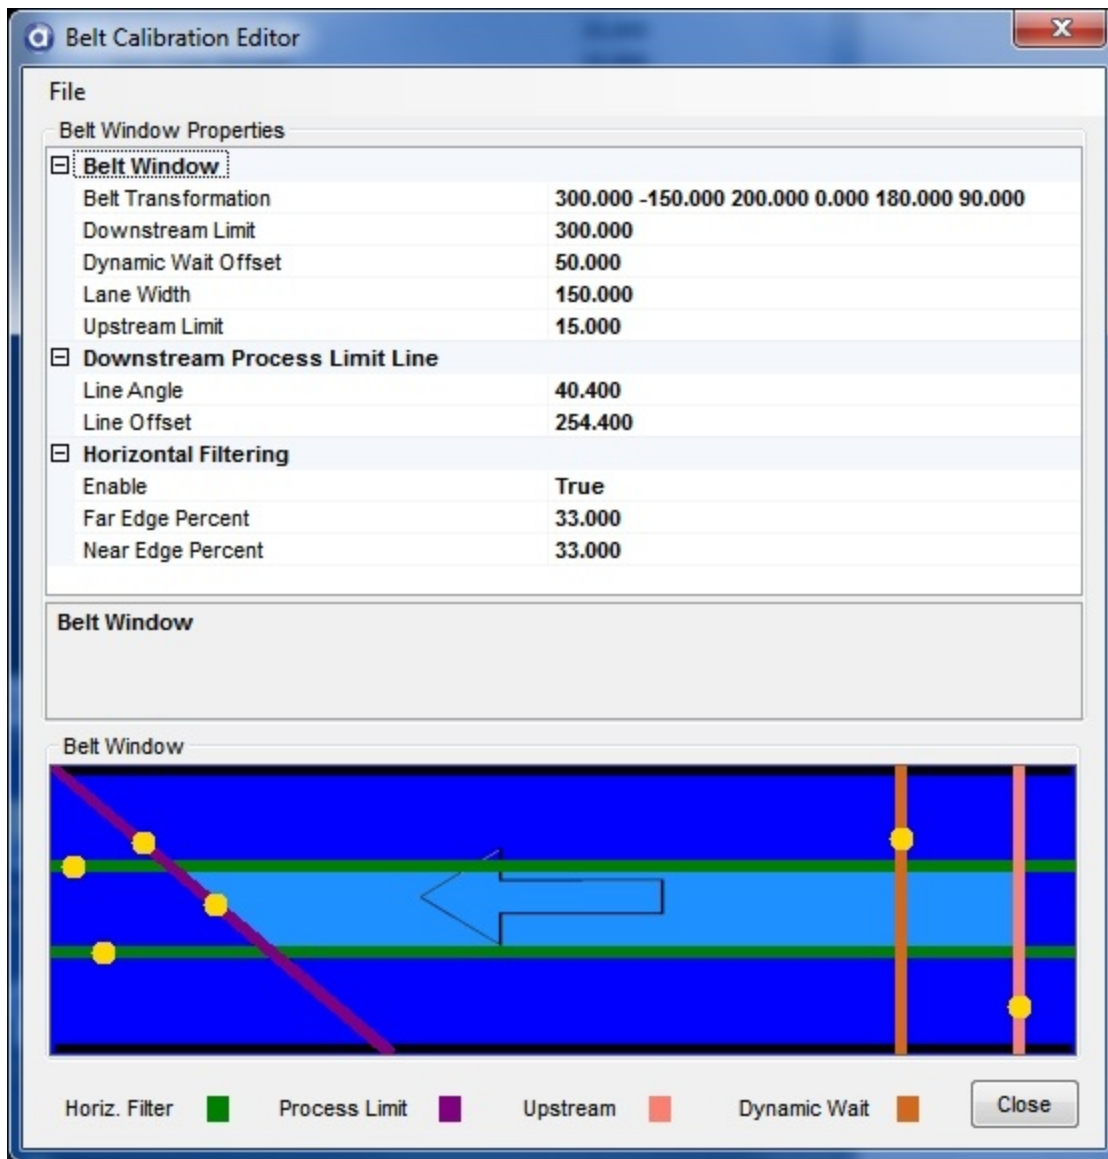 Belt Calibration Editor
File
Belt Window Properties
Belt Window
Belt Transformation 300.000 -150.000 200.000 0.000 180.000 90.000
Downstream Limit 300.000
Dynamic Wait Offset 50.000
Lane Width 150.000
Upstream Limit 15.000
Downstream Process Limit Line
Line Angle 40.400
Line Offset 254.400
Horizontal Filtering
Enable True
Far Edge Percent 33.000
Near Edge Percent 33.000
Belt Window
Belt Window
Horiz. Filter Process Limit Upstream Dynamic Wait Close